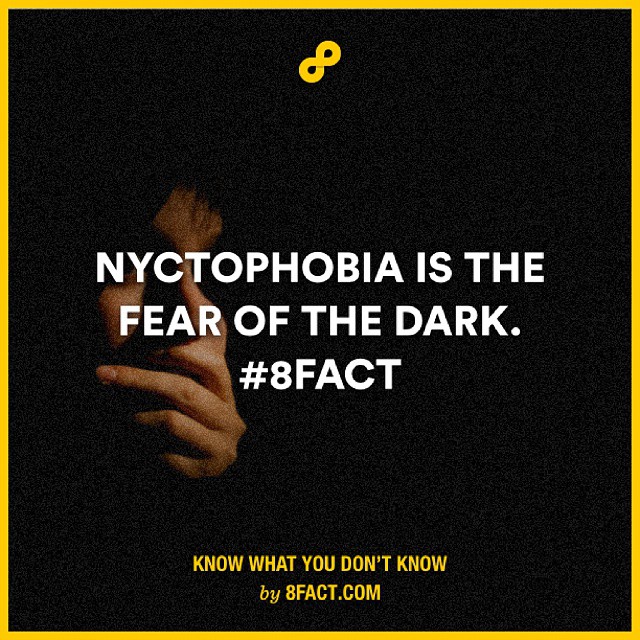 NYCTOPHOBIA IS THE
FEAR OF THE DARK.
#8FACT
KNOW WHAT YOU DON'T KNOW
by 8FACT.COM